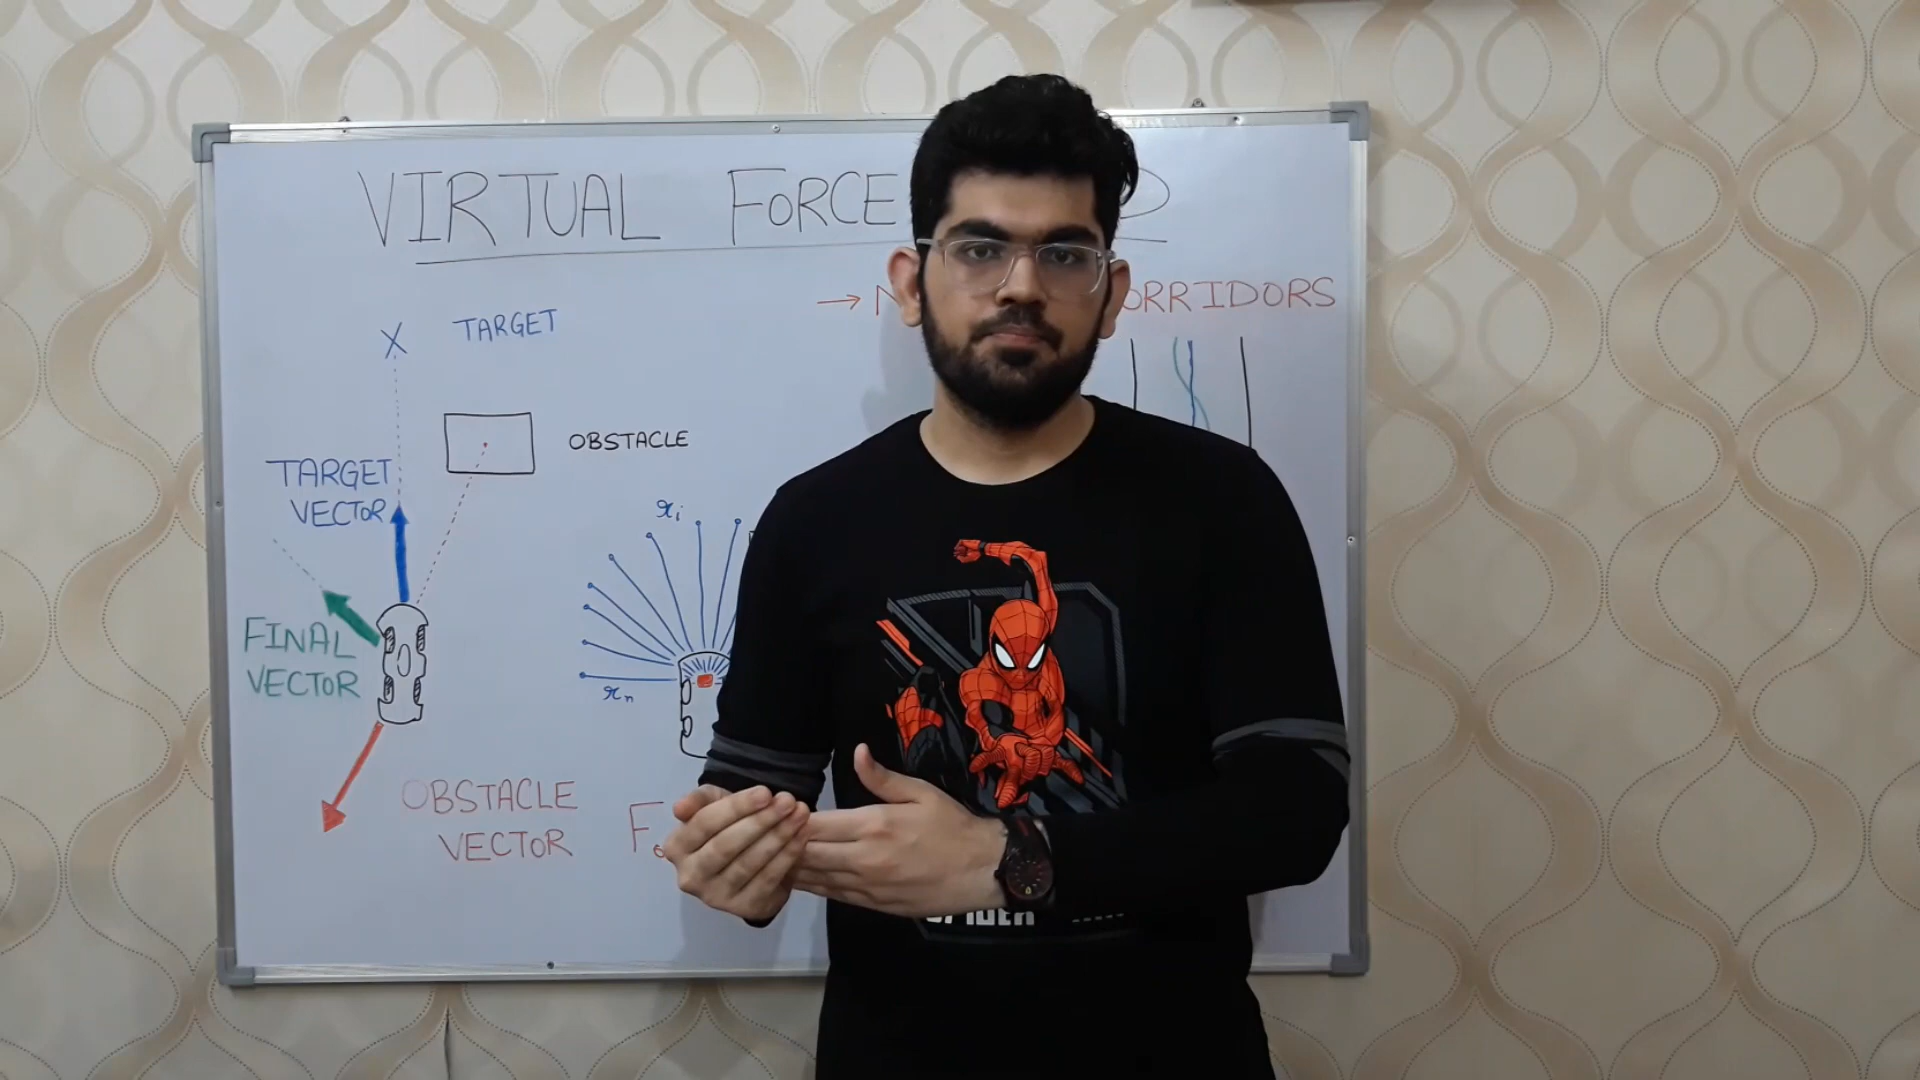 VIRTUAL FORCE
→
ORRIDORS
X TARGET
OBSTACLE
TARGET
VECTOR
FINAL
VECTOR
OBSTACLE
VECTOR
F
r i
r n